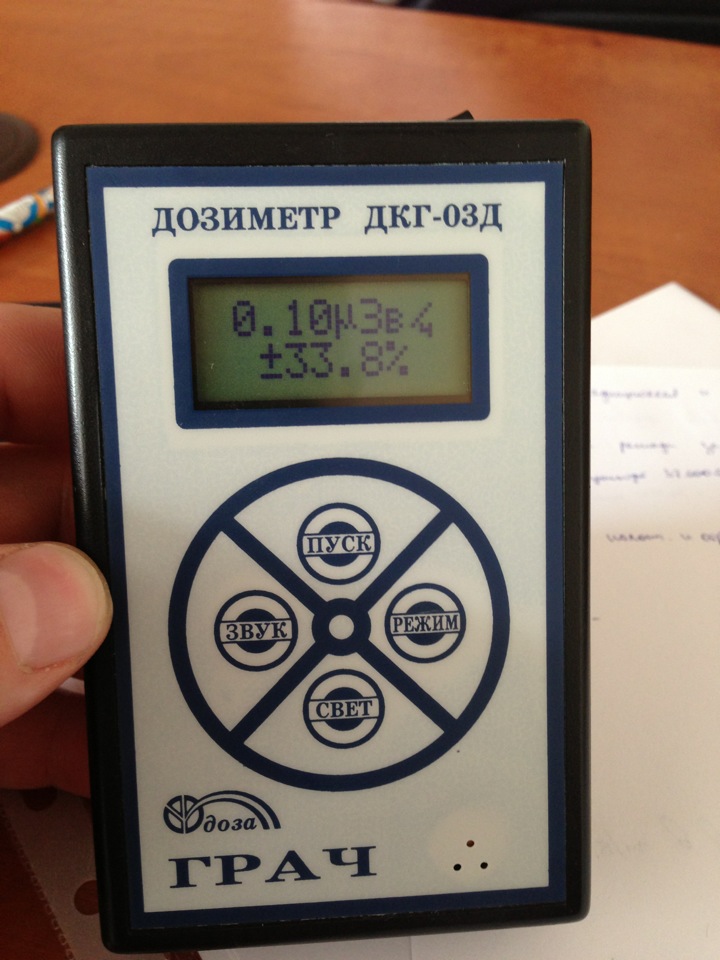 ДОЗИМЕТР ДКГ-03Д
0.10µЗв/ч
±33.8%
ПУСК
ЗВУК
РЕЖИМ
СВЕТ
доза
ГРАЧ